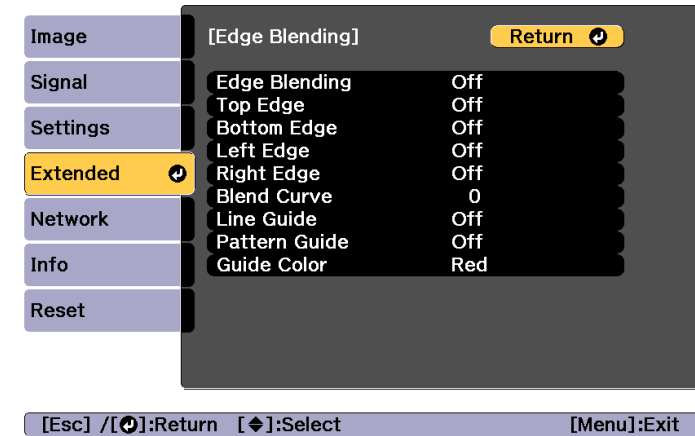 Image
Signal
Settings
Extended
Network
Info
Reset
[Edge Blending] Return
Edge Blending Off
Top Edge Off
Bottom Edge Off
Left Edge Off
Right Edge Off
Blend Curve 0
Line Guide Off
Pattern Guide Off
Guide Color Red
[Esc] /[⏎]:Return [◆]:Select [Menu]:Exit